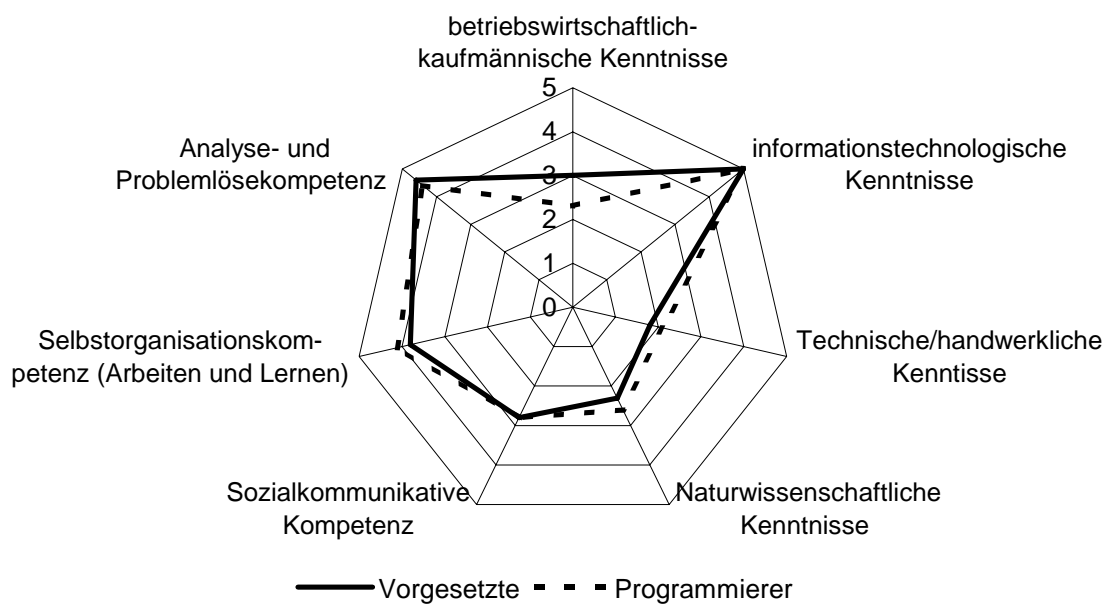 betriebswirtschaftlich-
kaufmännische Kenntnisse
5
4
3
2
1
0
informationstechnologische
Kenntnisse
Technische/handwerkliche
Kenntisse
Naturwissenschaftliche
Kenntnisse
Sozialkommunikative
Kompetenz
Selbstorganisationskom-
petenz (Arbeiten und Lernen)
Analyse- und
Problemlösekompetenz
Vorgesetzte Programmierer